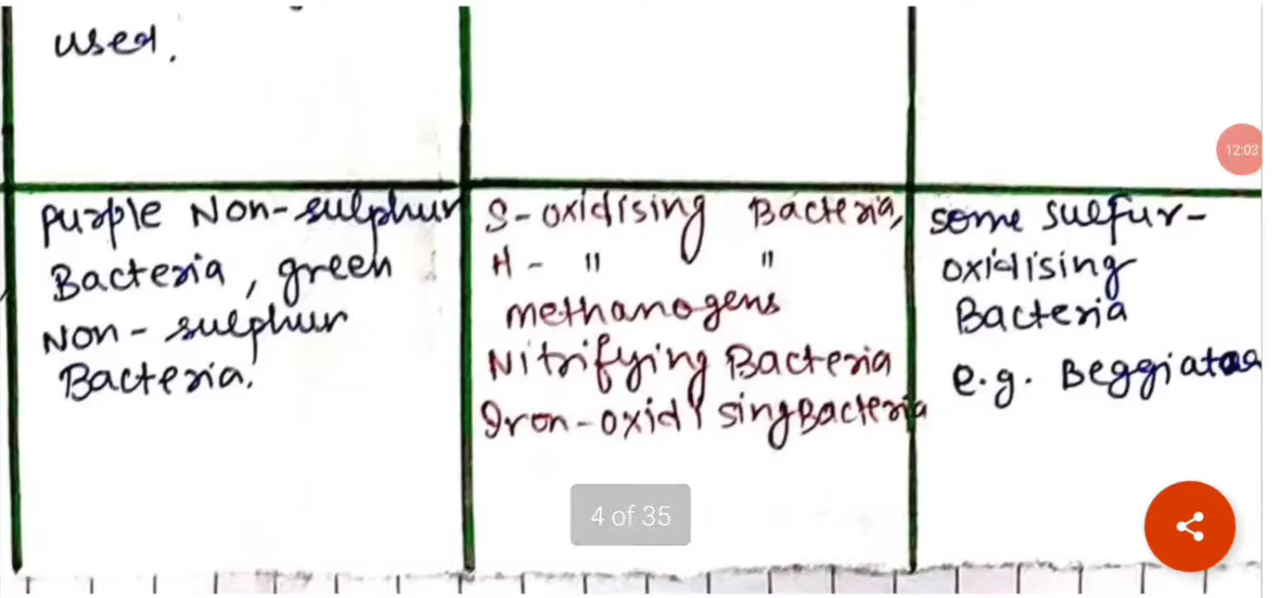 used.
12:03
Purple Non-sulphur
Bacteria, green
Non-sulphur
Bacteria.
S-oxidising Bacteria,
H- " "
methanogens
Nitrifying Bacteria
Iron-oxidising Bacteria
some sulfur-
oxidising
Bacteria
e.g. Beggiatoa
4 of 35